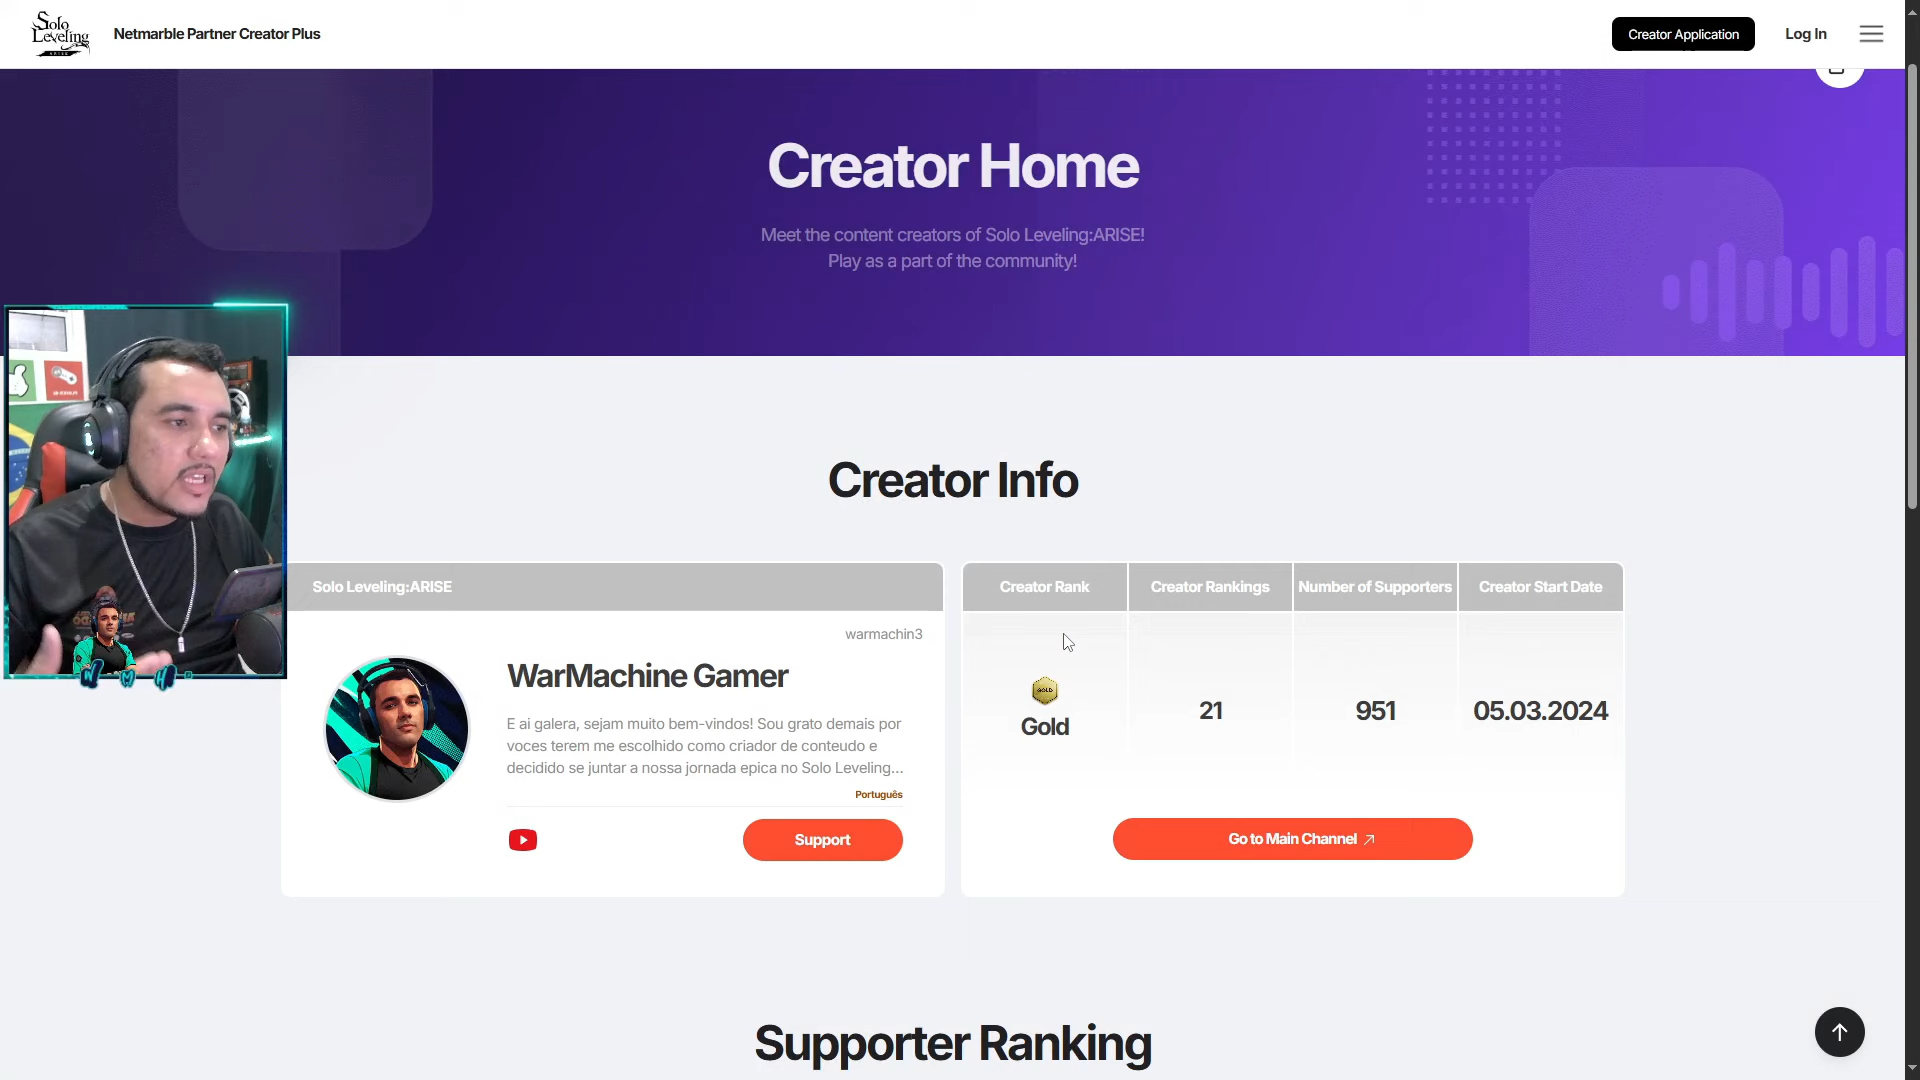 Solo
Leveling
ARISE
Netmarble Partner Creator Plus
Creator Application
Log In
Creator Home
Meet the content creators of Solo Leveling:ARISE!
Play as a part of the community!
Creator Info
Solo Leveling:ARISE
warmachin3
WarMachine Gamer
E ai galera, sejam muito bem-vindos! Sou grato demais por
voces terem me escolhido como criador de conteudo e
decidido se juntar a nossa jornada epica no Solo Leveling...
Português
Support
Creator Rank
Creator Rankings
Number of Supporters
Creator Start Date
GOLD
Gold
21
951
05.03.2024
Go to Main Channel
W M
Supporter Ranking